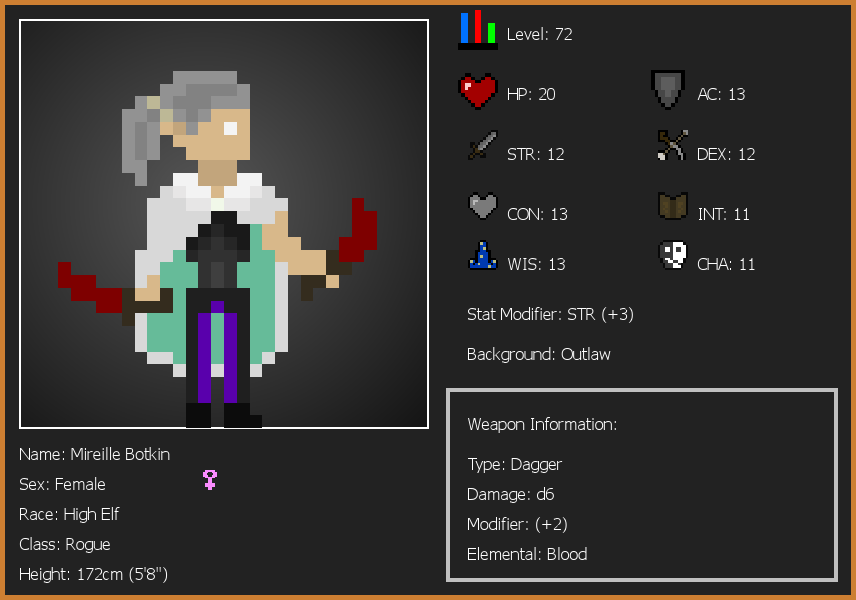 Level: 72
HP: 20
AC: 13
STR: 12
DEX: 12
CON: 13
INT: 11
WIS: 13
CHA: 11
Stat Modifier: STR (+3)
Background: Outlaw
Weapon Information:
Type: Dagger
Damage: d6
Modifier: (+2)
Elemental: Blood
Name: Mireille Botkin
Sex: Female
Race: High Elf
Class: Rogue
Height: 172cm (5'8")